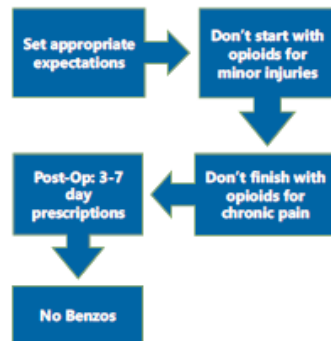 Set appropriate
expectations
Don't start with
opioids for
minor injuries
Don't finish with
opioids for
chronic pain
Post-Op: 3-7
day
prescriptions
No Benzos